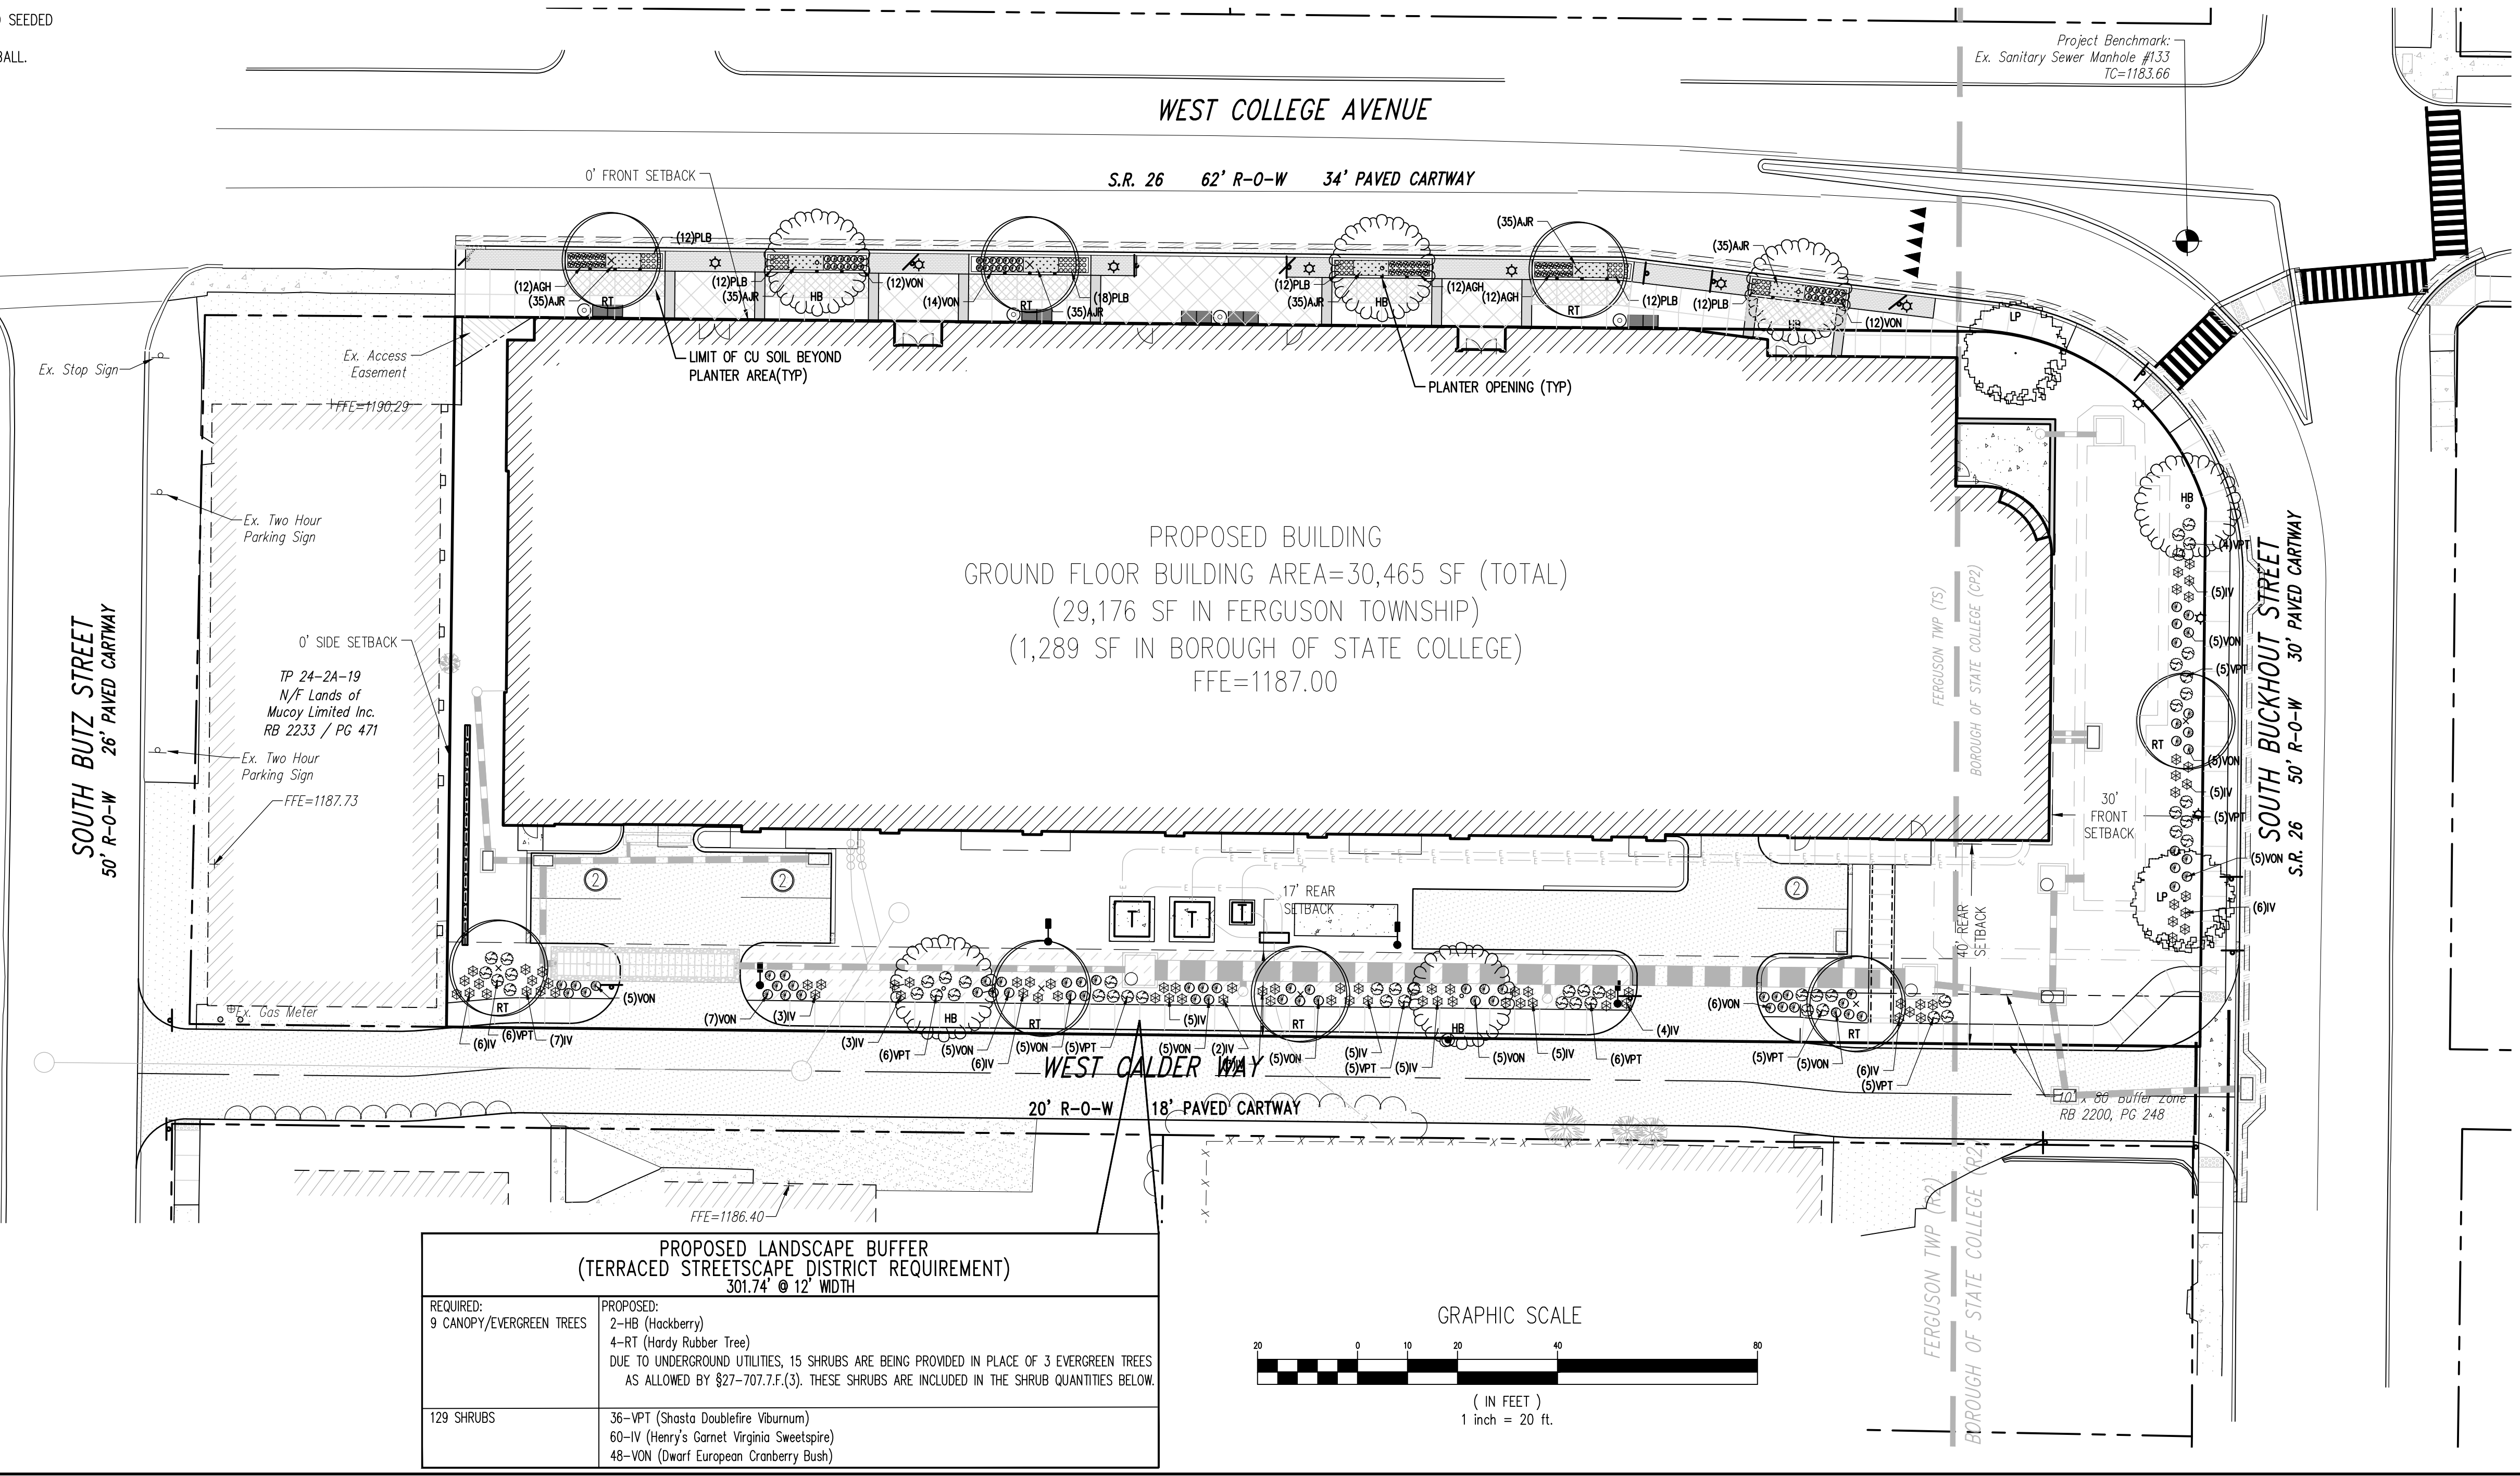 SEEDED
BALL.
Project Benchmark:
Ex. Sanitary Sewer Manhole #133
TC=1183.66
WEST COLLEGE AVENUE
S.R. 26 62' R-O-W 34' PAVED CARTWAY
0' FRONT SETBACK
(12)PLB
(12)AGH
(35)AJR
RT
(12)PLB
(35)AJR
HB
(12)VON
(14)VON
RT
(35)AJR
(18)PLB
(12)PLB
(35)AJR
HB
(12)AGH
(35)AJR
(12)AGH
RT
(12)PLB
(35)AJR
(12)PLB
HB
(12)VON
LP
LIMIT OF CU SOIL BEYOND
PLANTER AREA(TYP)
PLANTER OPENING (TYP)
Ex. Stop Sign
Ex. Access
Easement
FFE=1190.29
Ex. Two Hour
Parking Sign
0' SIDE SETBACK
TP 24-2A-19
N/F Lands of
Mucoy Limited Inc.
RB 2233 / PG 471
Ex. Two Hour
Parking Sign
FFE=1187.73
Ex. Gas Meter
SOUTH BUTZ STREET
50' R-O-W 26' PAVED CARTWAY
PROPOSED BUILDING
GROUND FLOOR BUILDING AREA=30,465 SF (TOTAL)
(29,176 SF IN FERGUSON TOWNSHIP)
(1,289 SF IN BOROUGH OF STATE COLLEGE)
FFE=1187.00
FERGUSON TWP (TS)
BOROUGH OF STATE COLLEGE (CP2)
HB
(4)VPT
(5)IV
(5)VON
(5)VPT
RT
(5)VON
(5)IV
(5)VPT
(5)VON
LP
(6)IV
30'
FRONT
SETBACK
SOUTH BUCKHOUT STREET
S.R. 26 50' R-O-W 30' PAVED CARTWAY
2
2
2
T
T
T
17' REAR
SETBACK
40' REAR
SETBACK
RT
(6)IV
(6)VPT
(7)IV
(5)VON
(7)VON
(3)IV
(3)IV
(6)VPT
HB
(5)VON
(6)IV
RT
(5)VON
(5)VPT
(5)IV
(5)VON
(2)IV
RT
(5)VON
(5)IV
(5)VPT
(5)IV
HB
(5)VON
(5)IV
(6)VPT
(4)IV
(6)VON
(5)VPT
(5)VON
RT
(6)IV
(5)VPT
WEST CALDER WAY
20' R-O-W 18' PAVED CARTWAY
10' x 80' Buffer Zone
RB 2200, PG 248
FFE=1186.40
FERGUSON TWP (R2)
BOROUGH OF STATE COLLEGE (R2)
FERGUSON TWP (R2)
BOROUGH OF STATE COLLEGE (R2)
PROPOSED LANDSCAPE BUFFER
(TERRACED STREETSCAPE DISTRICT REQUIREMENT)
301.74' @ 12' WIDTH
REQUIRED:
9 CANOPY/EVERGREEN TREES
PROPOSED:
2-HB (Hackberry)
4-RT (Hardy Rubber Tree)
DUE TO UNDERGROUND UTILITIES, 15 SHRUBS ARE BEING PROVIDED IN PLACE OF 3 EVERGREEN TREES
AS ALLOWED BY §27-707.7.F.(3). THESE SHRUBS ARE INCLUDED IN THE SHRUB QUANTITIES BELOW.
129 SHRUBS
36-VPT (Shasta Doublefire Viburnum)
60-IV (Henry's Garnet Virginia Sweetspire)
48-VON (Dwarf European Cranberry Bush)
GRAPHIC SCALE
20 0 10 20 40 80
( IN FEET )
1 inch = 20 ft.